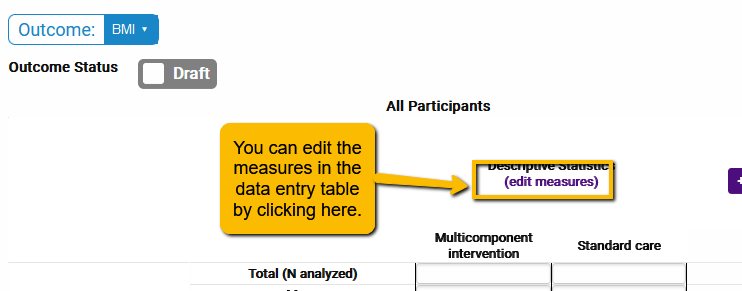 Outcome: BMI
Outcome Status Draft
All Participants
You can edit the
measures in the
data entry table
by clicking here.
Descriptive Statistics
(edit measures)
+
Multicomponent
intervention
Standard care
Total (N analyzed)